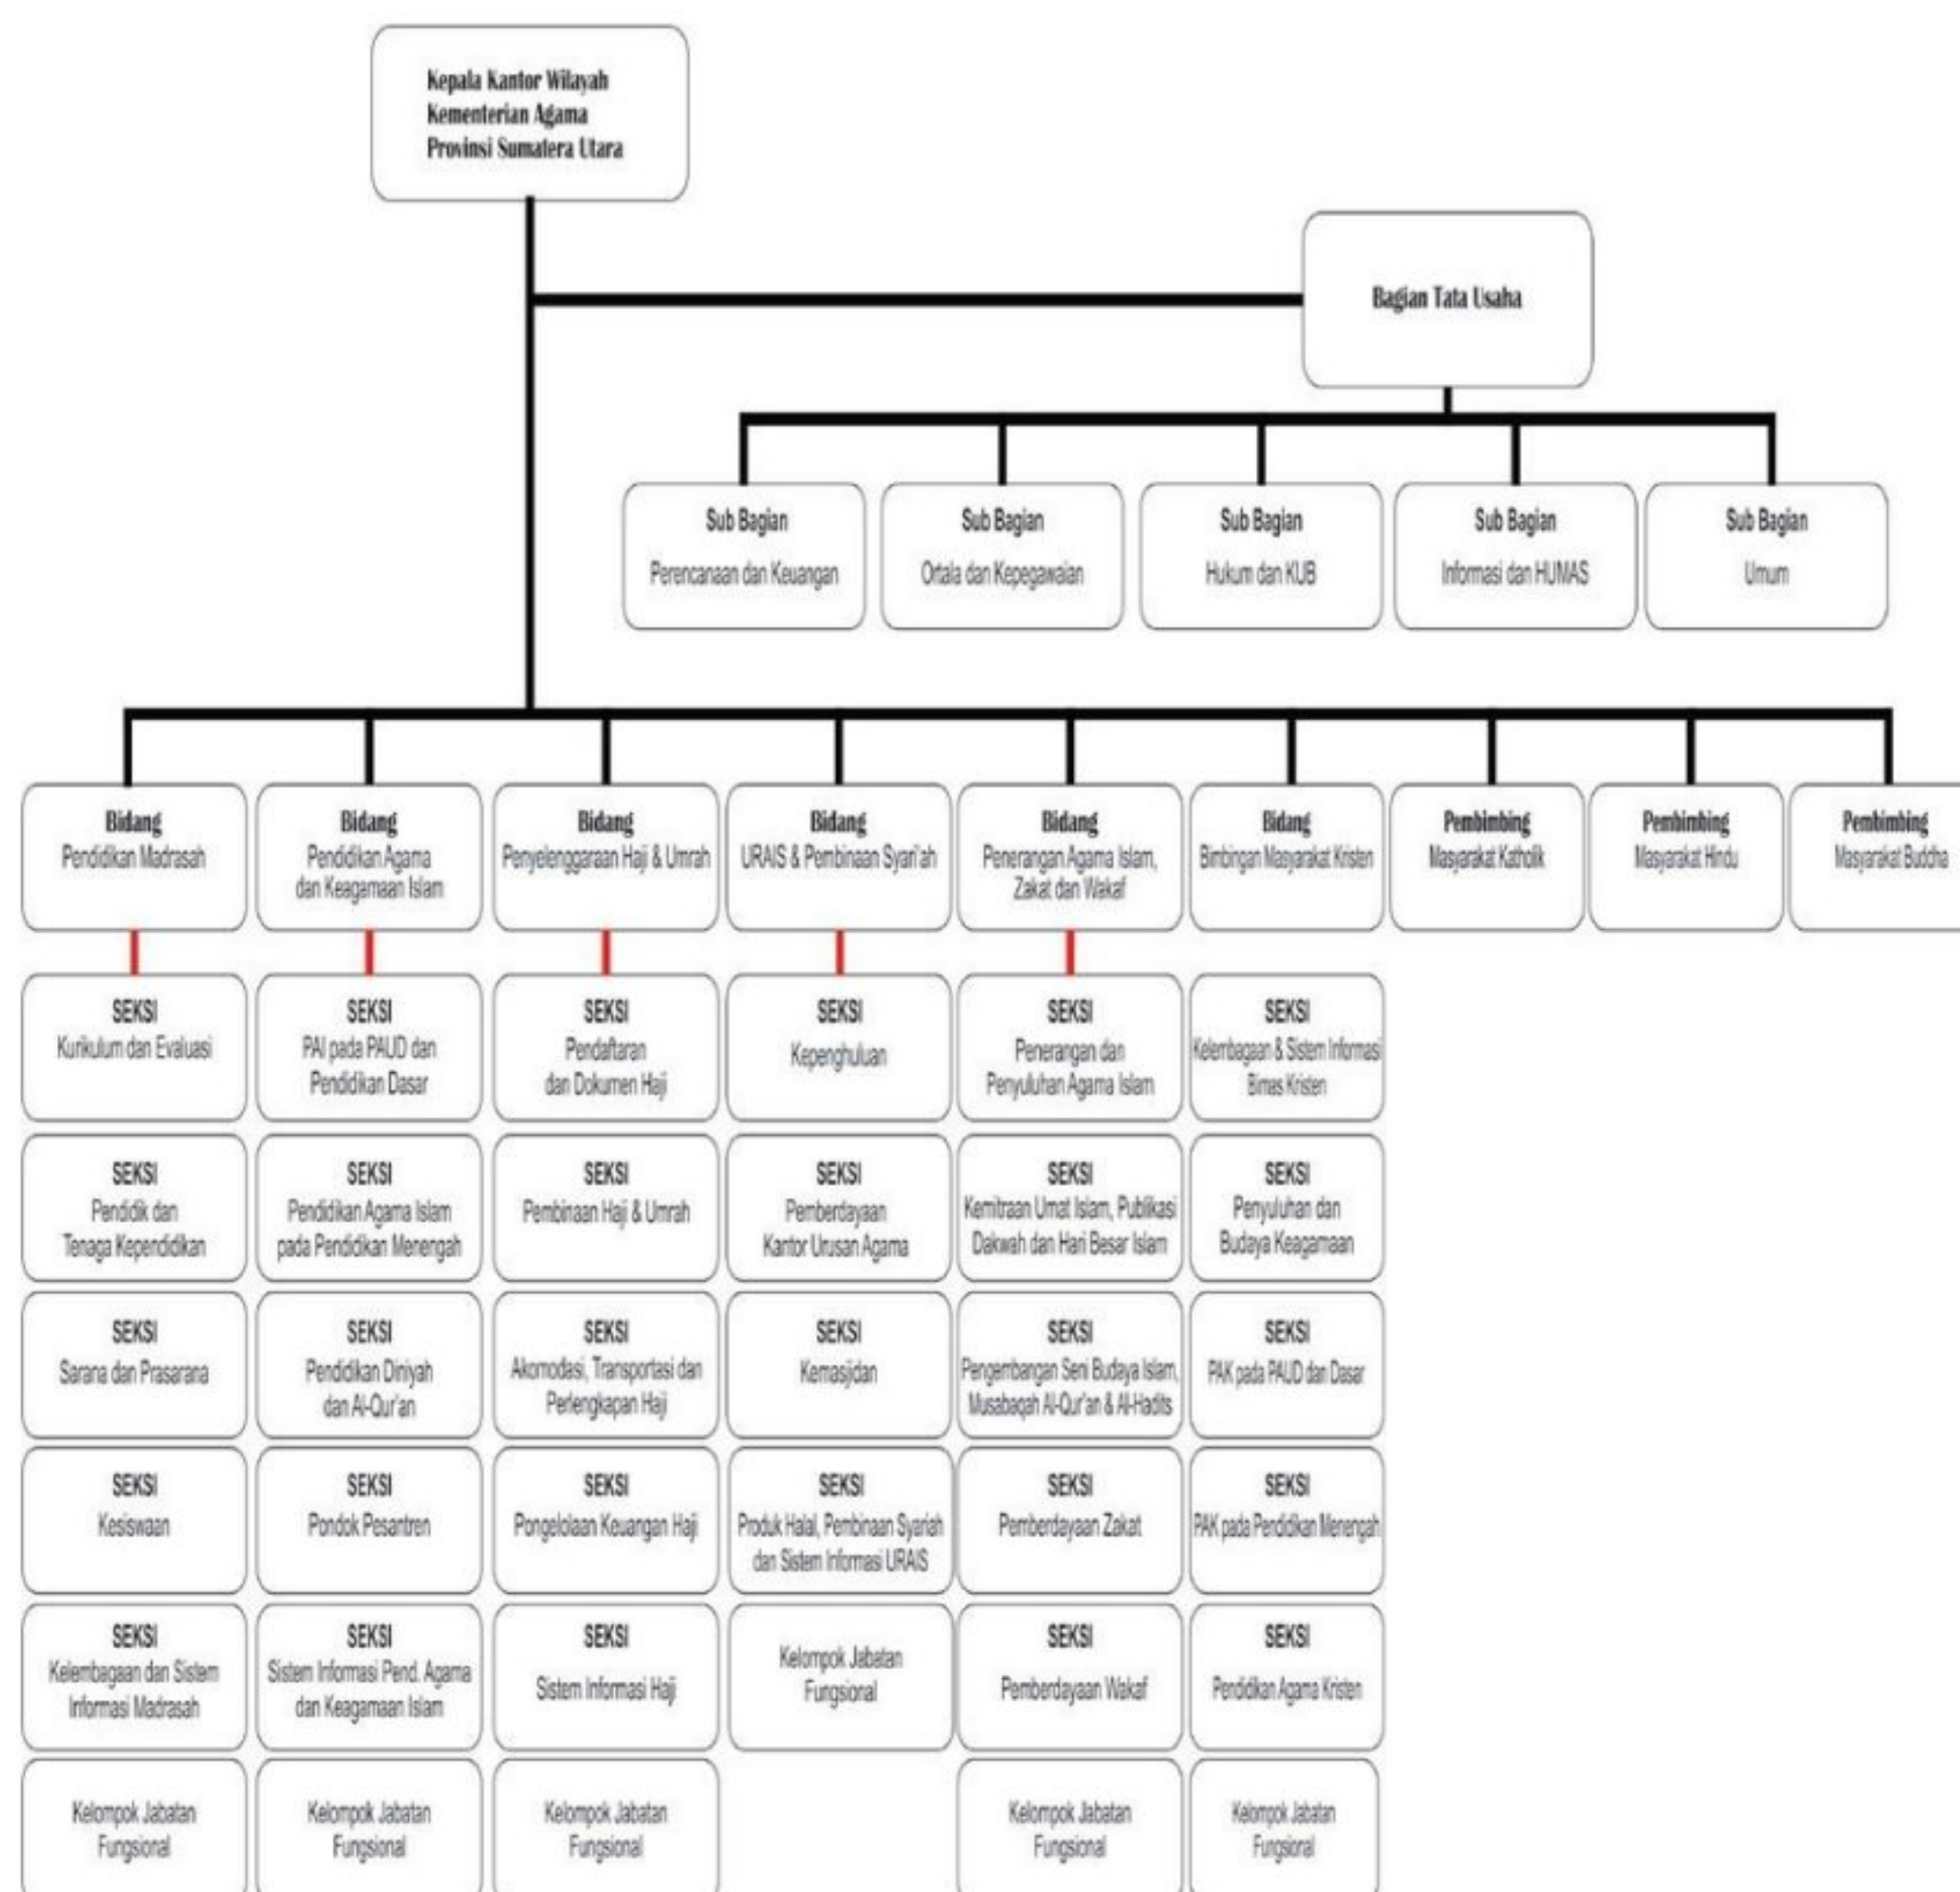 Kepala Kantor Wilayah
Kementerian Agama
Provinsi Sumatera Utara
Bagian Tata Usaha
Sub Bagian
Perencanaan dan Keuangan
Sub Bagian
Ortala dan Kepegawaian
Sub Bagian
Hukum dan KUB
Sub Bagian
Informasi dan HUMAS
Sub Bagian
Umum
Bidang
Pendidikan Madrasah
Bidang
Pendidikan Agama
dan Keagamaan Islam
Bidang
Penyelenggaraan Haji & Umrah
Bidang
URAIS & Pembinaan Syari'ah
Bidang
Penerangan Agama Islam,
Zakat dan Wakaf
Bidang
Bimbingan Masyarakat Kristen
Pembimbing
Masyarakat Katholik
Pembimbing
Masyarakat Hindu
Pembimbing
Masyarakat Buddha
SEKSI
Kurikulum dan Evaluasi
SEKSI
PAI pada PAUD dan
Pendidikan Dasar
SEKSI
Pendaftaran
dan Dokumen Haji
SEKSI
Kepenghuluan
SEKSI
Penerangan dan
Penyuluhan Agama Islam
SEKSI
Kelembagaan & Sistem Informasi
Bimas Kristen
SEKSI
Pendidik dan
Tenaga Kependidikan
SEKSI
Pendidikan Agama Islam
pada Pendidikan Menengah
SEKSI
Pembinaan Haji & Umrah
SEKSI
Pemberdayaan
Kantor Urusan Agama
SEKSI
Kemitraan Umat Islam, Publikasi
Dakwah dan Hari Besar Islam
SEKSI
Penyuluhan dan
Budaya Keagamaan
SEKSI
Sarana dan Prasarana
SEKSI
Pendidikan Diniyah
dan Al-Qur'an
SEKSI
Akomodasi, Transportasi dan
Perlengkapan Haji
SEKSI
Kemasjidan
SEKSI
Pengembangan Seni Budaya Islam,
Musabaqah Al-Qur'an & Al-Hadits
SEKSI
PAK pada PAUD dan Dasar
SEKSI
Kesiswaan
SEKSI
Pondok Pesantren
SEKSI
Pongelolaan Keuangan Haji
SEKSI
Produk Halal, Pembinaan Syariah
dan Sistem Informasi URAIS
SEKSI
Pemberdayaan Zakat
SEKSI
PAK pada Pendidikan Menengah
SEKSI
Kelembagaan dan Sistem
Informasi Madrasah
SEKSI
Sistem Informasi Pend. Agama
dan Keagamaan Islam
SEKSI
Sistem Informasi Haji
Kelompok Jabatan
Fungsional
SEKSI
Pemberdayaan Wakaf
SEKSI
Pendidikan Agama Kristen
Kelompok Jabatan
Fungsional
Kelompok Jabatan
Fungsional
Kelompok Jabatan
Fungsional
Kelompok Jabatan
Fungsional
Kelompok Jabatan
Fungsional